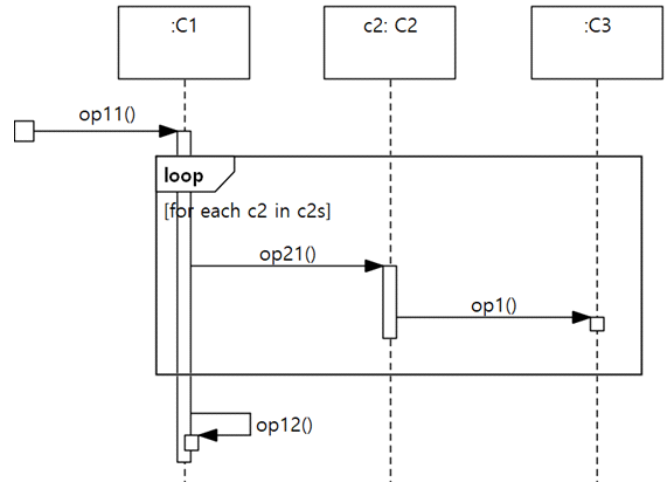 :C1
c2: C2
:C3
op11()
loop
[for each c2 in c2s]
op21()
op1()
op12()